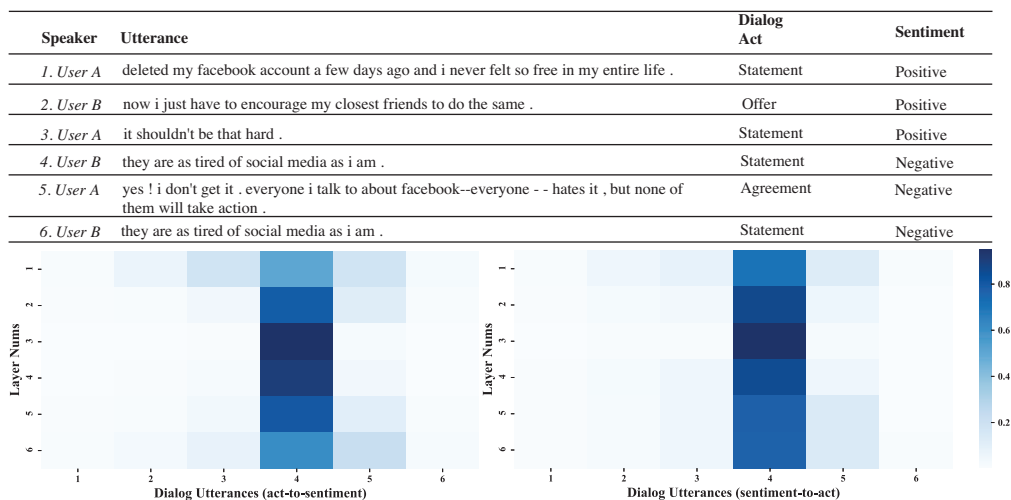 Speaker Utterance Dialog Act Sentiment
1. User A deleted my facebook account a few days ago and i never felt so free in my entire life . Statement Positive
2. User B now i just have to encourage my closest friends to do the same . Offer Positive
3. User A it shouldn't be that hard . Statement Positive
4. User B they are as tired of social media as i am . Statement Negative
5. User A yes ! i don't get it . everyone i talk to about facebook--everyone - - hates it , but none of Agreement Negative
them will take action .
6. User B they are as tired of social media as i am . Statement Negative
Layer Nums
1
2
3
4
5
6
1 2 3 4 5 6
Dialog Utterances (act-to-sentiment)
Layer Nums
1
2
3
4
5
6
1 2 3 4 5 6
Dialog Utterances (sentiment-to-act)
0.8
0.6
0.4
0.2